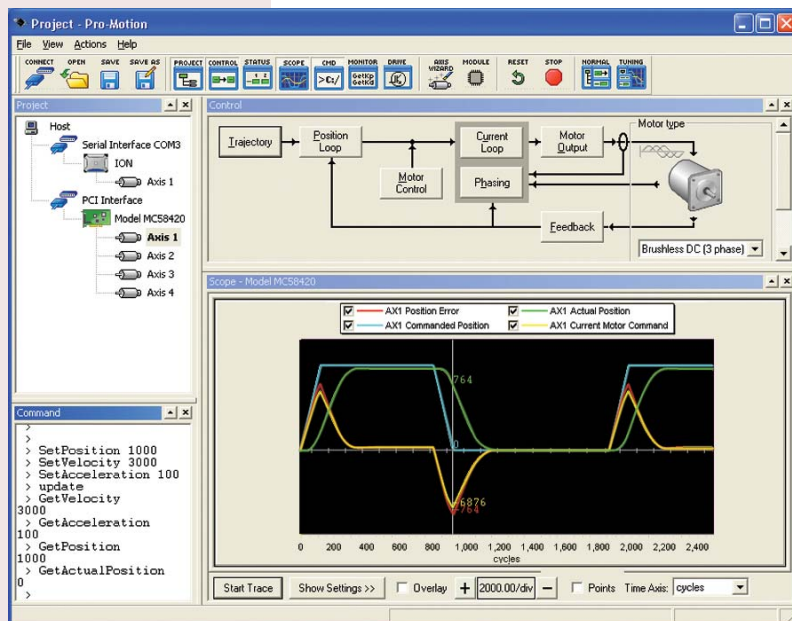 Project - Pro-Motion
File View Actions Help
CONNECT OPEN SAVE SAVE AS PROJECT CONTROL STATUS SCOPE CMD MONITOR DRIVE AXIS WIZARD MODULE RESET STOP NORMAL TUNING
>C:/
GetKp
GetKd
Project
Host
Serial Interface COM3
ION
Axis 1
PCI Interface
Model MC58420
Axis 1
Axis 2
Axis 3
Axis 4
Control
Trajectory
Position Loop
Motor Control
Current Loop
Phasing
Motor Output
Feedback
Motor type
Brushless DC (3 phase)
Scope - Model MC58420
AX1 Position Error AX1 Actual Position
AX1 Commanded Position AX1 Current Motor Command
764
0
-6876
-764
0 200 400 600 800 1,000 1,200 1,400 1,600 1,800 2,000 2,200 2,400
cycles
Start Trace Show Settings >> Overlay + 2000.00/div - Points Time Axis: cycles
Command
>
>
> SetPosition 1000
> SetVelocity 3000
> SetAcceleration 100
> update
> GetVelocity
3000
> GetAcceleration
100
> GetPosition
1000
> GetActualPosition
0
>